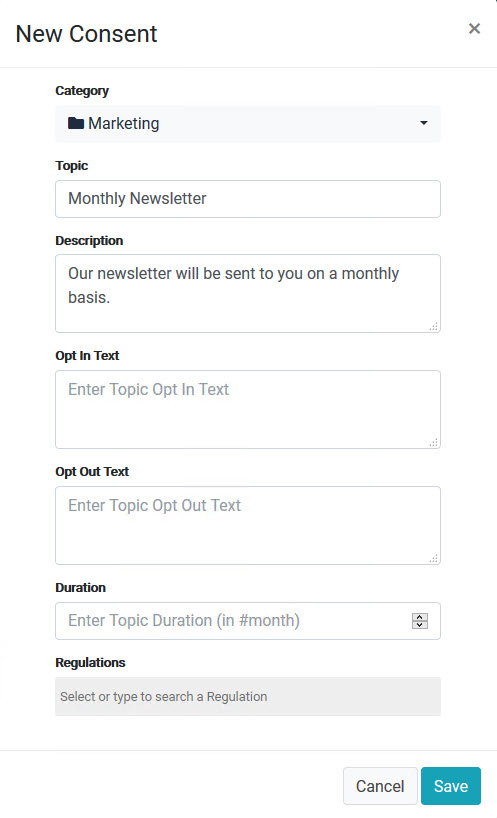 New Consent
×
Category
Marketing
Topic
Monthly Newsletter
Description
Our newsletter will be sent to you on a monthly
basis.
Opt In Text
Enter Topic Opt In Text
Opt Out Text
Enter Topic Opt Out Text
Duration
Enter Topic Duration (in #month)
Regulations
Select or type to search a Regulation
Cancel Save